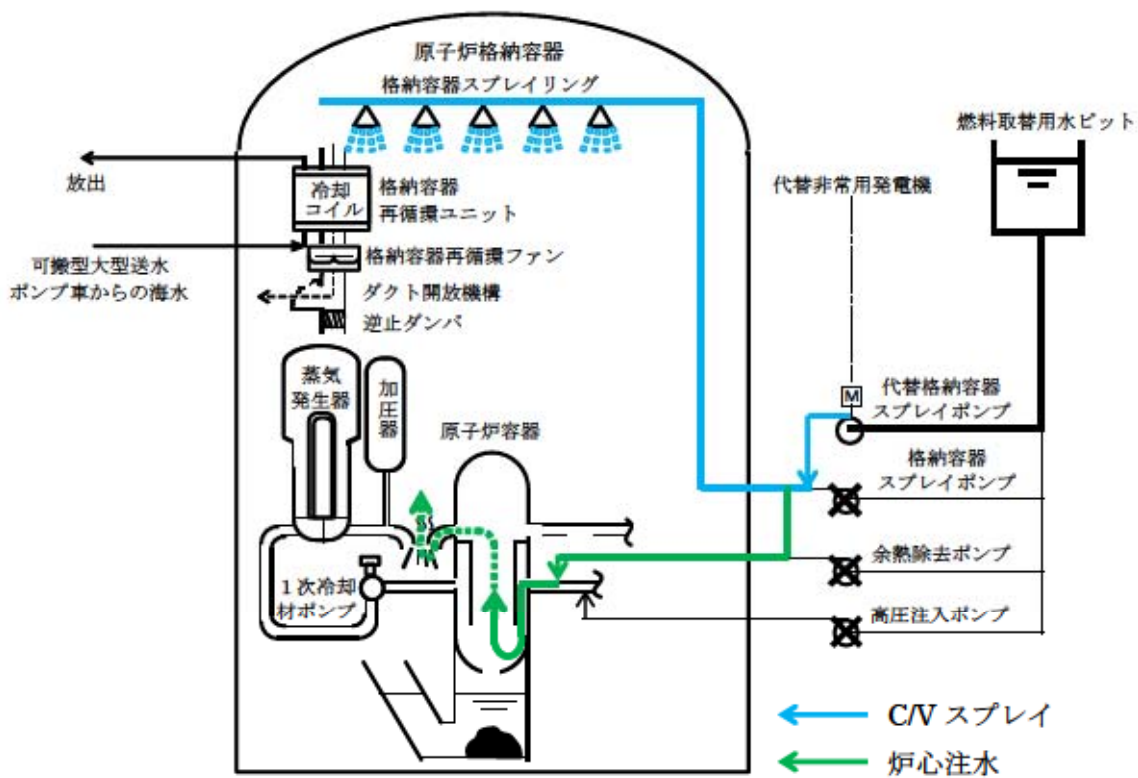 原子炉格納容器
格納容器スプレイリング
燃料取替用水ピット
放出
冷却
コイル
格納容器
再循環ユニット
代替非常用発電機
可搬型大型送水
ポンプ車からの海水
格納容器再循環ファン
ダクト開放機構
逆止ダンパ
蒸気
発生器
加圧器
原子炉容器
M
代替格納容器
スプレイポンプ
格納容器
スプレイポンプ
余熱除去ポンプ
1次冷却
材ポンプ
高圧注入ポンプ
C/V スプレイ
炉心注水